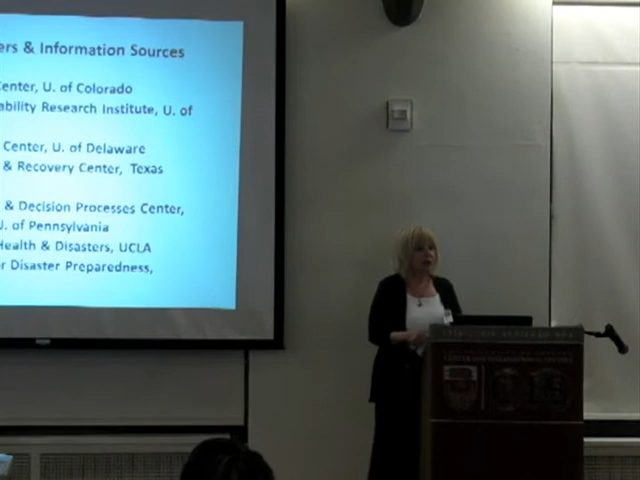 ers & Information Sources
Center, U. of Colorado
ability Research Institute, U. of
Center, U. of Delaware
& Recovery Center, Texas
& Decision Processes Center,
U. of Pennsylvania
Health & Disasters, UCLA
r Disaster Preparedness,